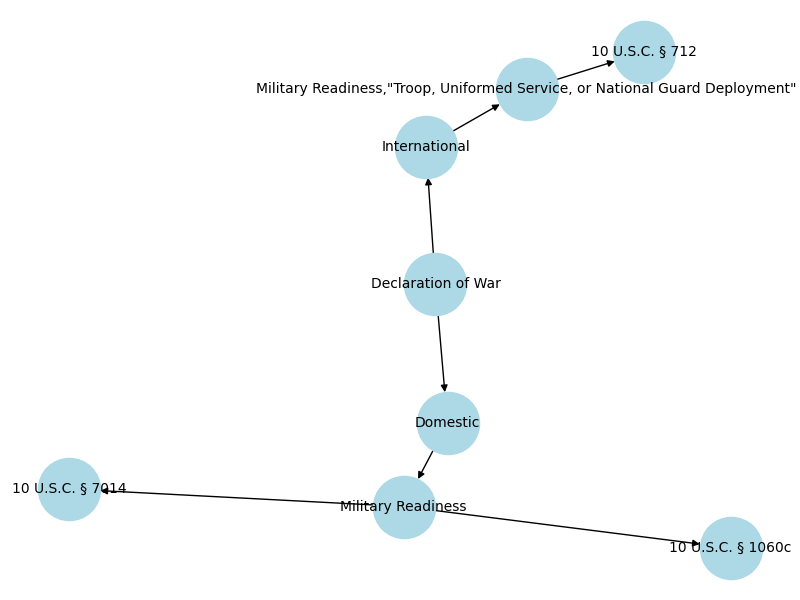 10 U.S.C. § 712
Military Readiness,"Troop, Uniformed Service, or National Guard Deployment"
International
Declaration of War
Domestic
10 U.S.C. § 7014
Military Readiness
10 U.S.C. § 1060c